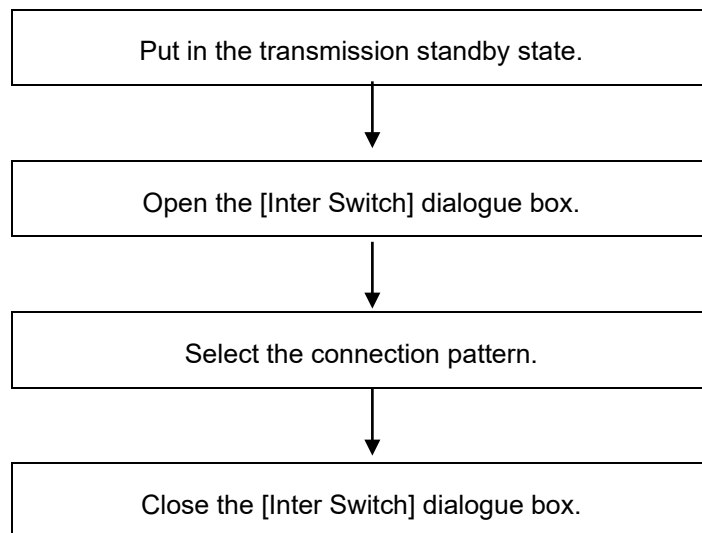 Put in the transmission standby state.
Open the [Inter Switch] dialogue box.
Select the connection pattern.
Close the [Inter Switch] dialogue box.